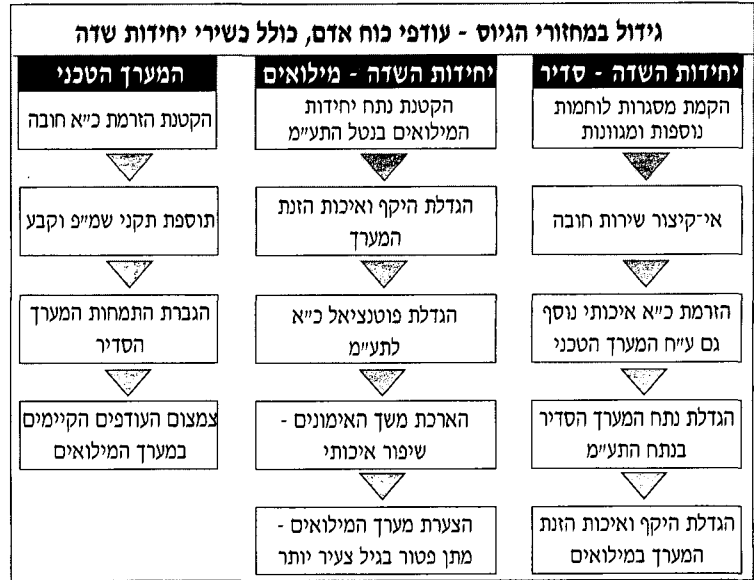 גידול במחזורי הגיוס - עודפי כוח אדם, כולל כשירי יחידות שדה
יחידות השדה - סדיר
הקמת מסגרות לוחמות
נוספות ומגוונות
אי־קיצור שירות חובה
הזרמת כ״א איכותי נוסף
גם ע״ח המערך הטכני
הגדלת נתח המערך הסדיר
בנתח התע״מ
הגדלת היקף ואיכות הזנת
המערך במילואים
יחידות השדה - מילואים
הקטנת נתח יחידות
המילואים בנטל התע״מ
הגדלת היקף ואיכות הזנת
המערך
הגדלת פוטנציאל כ״א
לתע״מ
הארכת משך האימונים -
שיפור איכותי
הצערת מערך המילואים -
מתן פטור בגיל צעיר יותר
המערך הטכני
הקטנת הזרמת כ״א חובה
תוספת תקני שמ״פ וקבע
הגברת התמחות המערך
הסדיר
צמצום העודפים הקיימים
במערך המילואים